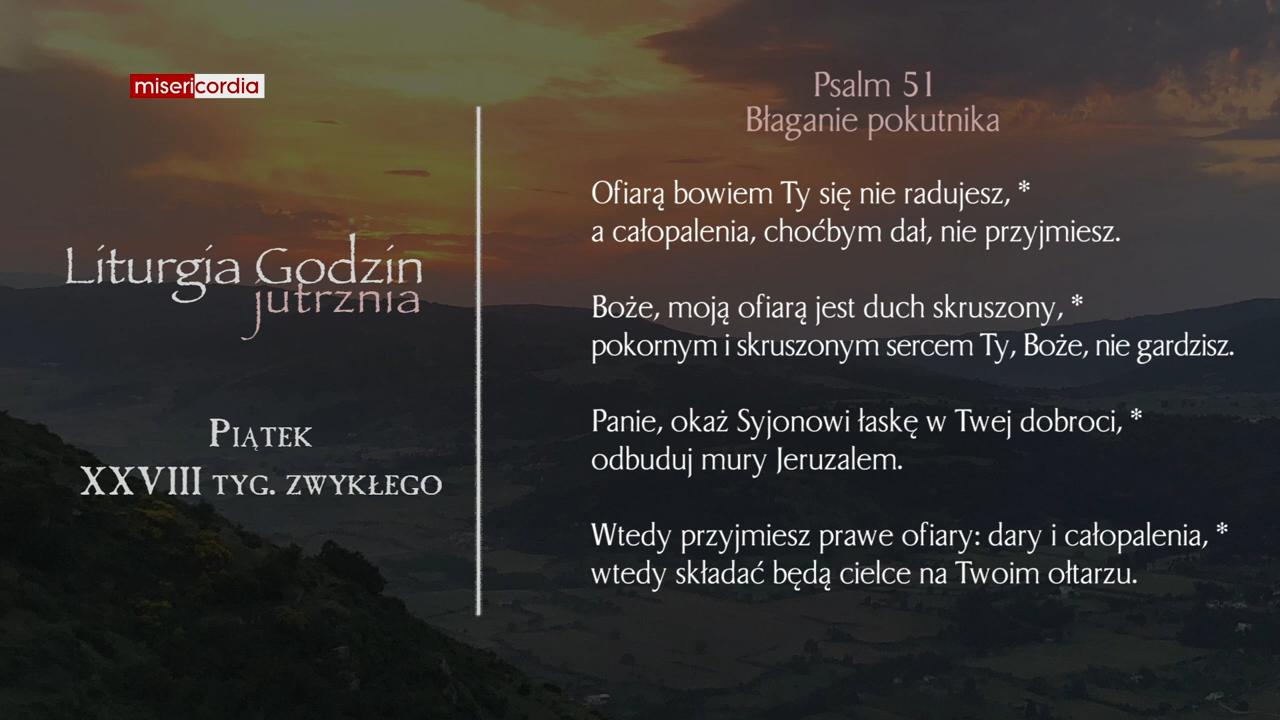 misericordia
Liturgia Godzin
jutrznia
Piątek
XXVIII tyg. zwykłego
Psalm 51
Błaganie pokutnika
Ofiarą bowiem Ty się nie radujesz, *
a całopalenia, choćbym dał, nie przyjmiesz.
Boże, moją ofiarą jest duch skruszony, *
pokornym i skruszonym sercem Ty, Boże, nie gardzisz.
Panie, okaż Syjonowi łaskę w Twej dobroci, *
odbuduj mury Jeruzalem.
Wtedy przyjmiesz prawe ofiary: dary i całopalenia, *
wtedy składać będą cielce na Twoim ołtarzu.